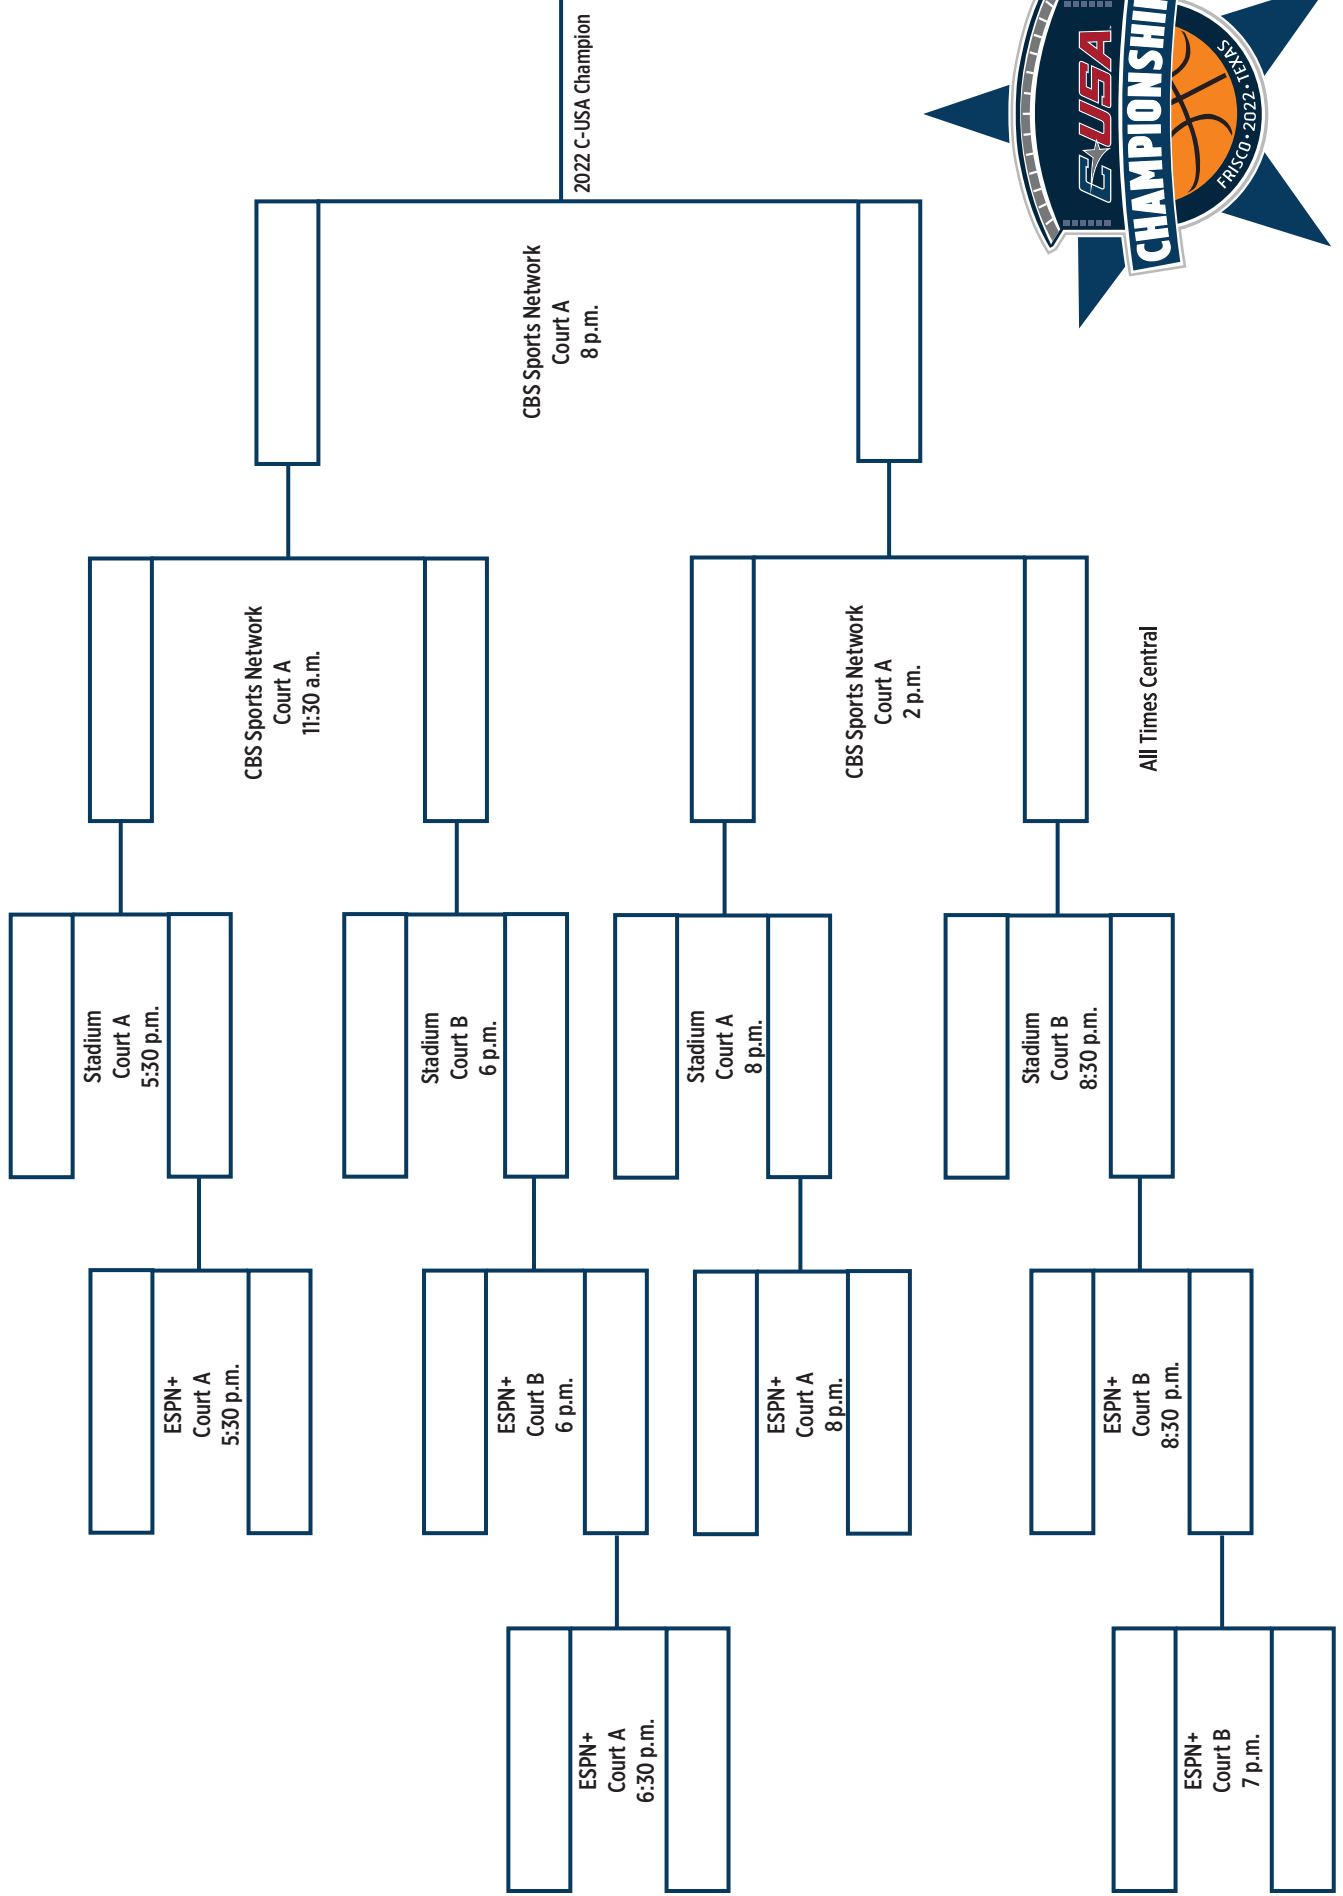 ESPN+
Court A
6:30 p.m.
ESPN+
Court B
7 p.m.
ESPN+
Court A
5:30 p.m.
ESPN+
Court B
6 p.m.
ESPN+
Court A
8 p.m.
ESPN+
Court B
8:30 p.m.
Stadium
Court A
5:30 p.m.
Stadium
Court B
6 p.m.
Stadium
Court A
8 p.m.
Stadium
Court B
8:30 p.m.
CBS Sports Network
Court A
11:30 a.m.
CBS Sports Network
Court A
2 p.m.
All Times Central
CBS Sports Network
Court A
8 p.m.
2022 C-USA Champion
C USA
CHAMPIONSHIP
FRISCO • 2022 • TEXAS